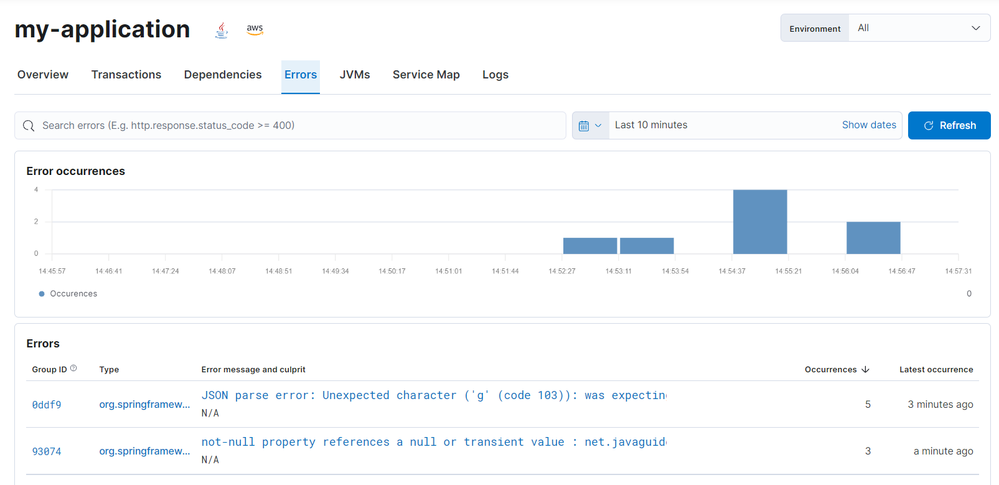 my-application
aws
Environment All
Overview Transactions Dependencies Errors JVMs Service Map Logs
Search errors (E.g. http.response.status_code >= 400)
Last 10 minutes Show dates Refresh
Error occurrences
4
2
0
14:45:57 14:46:41 14:47:24 14:48:07 14:48:51 14:49:34 14:50:17 14:51:01 14:51:44 14:52:27 14:53:11 14:53:54 14:54:37 14:55:21 14:56:04 14:56:47 14:57:31
Occurences 0
Errors
Group ID Type Error message and culprit Occurrences Latest occurrence
JSON parse error: Unexpected character ('g' (code 103)): was expectin
0ddf9 org.springframew... 5 3 minutes ago
N/A
not-null property references a null or transient value : net.javaguid
93074 org.springframew... 3 a minute ago
N/A